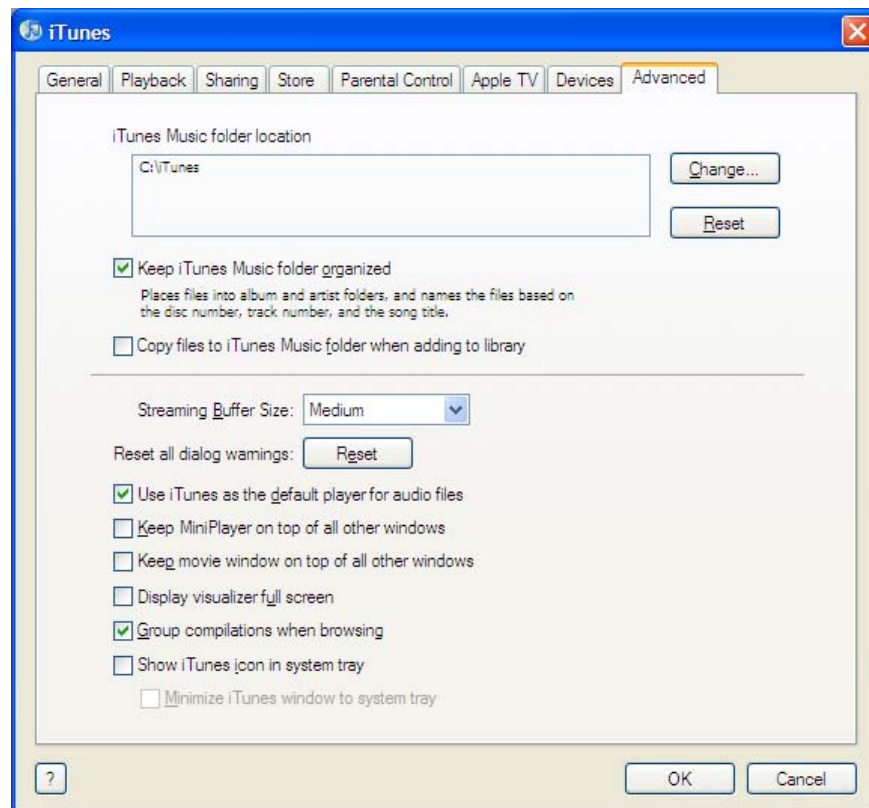 iTunes
General Playback Sharing Store Parental Control Apple TV Devices Advanced
iTunes Music folder location
C:\iTunes
Change...
Reset
Keep iTunes Music folder organized
Places files into album and artist folders, and names the files based on
the disc number, track number, and the song title.
Copy files to iTunes Music folder when adding to library
Streaming Buffer Size: Medium
Reset all dialog warnings: Reset
Use iTunes as the default player for audio files
Keep MiniPlayer on top of all other windows
Keep movie window on top of all other windows
Display visualizer full screen
Group compilations when browsing
Show iTunes icon in system tray
Minimize iTunes window to system tray
? OK Cancel